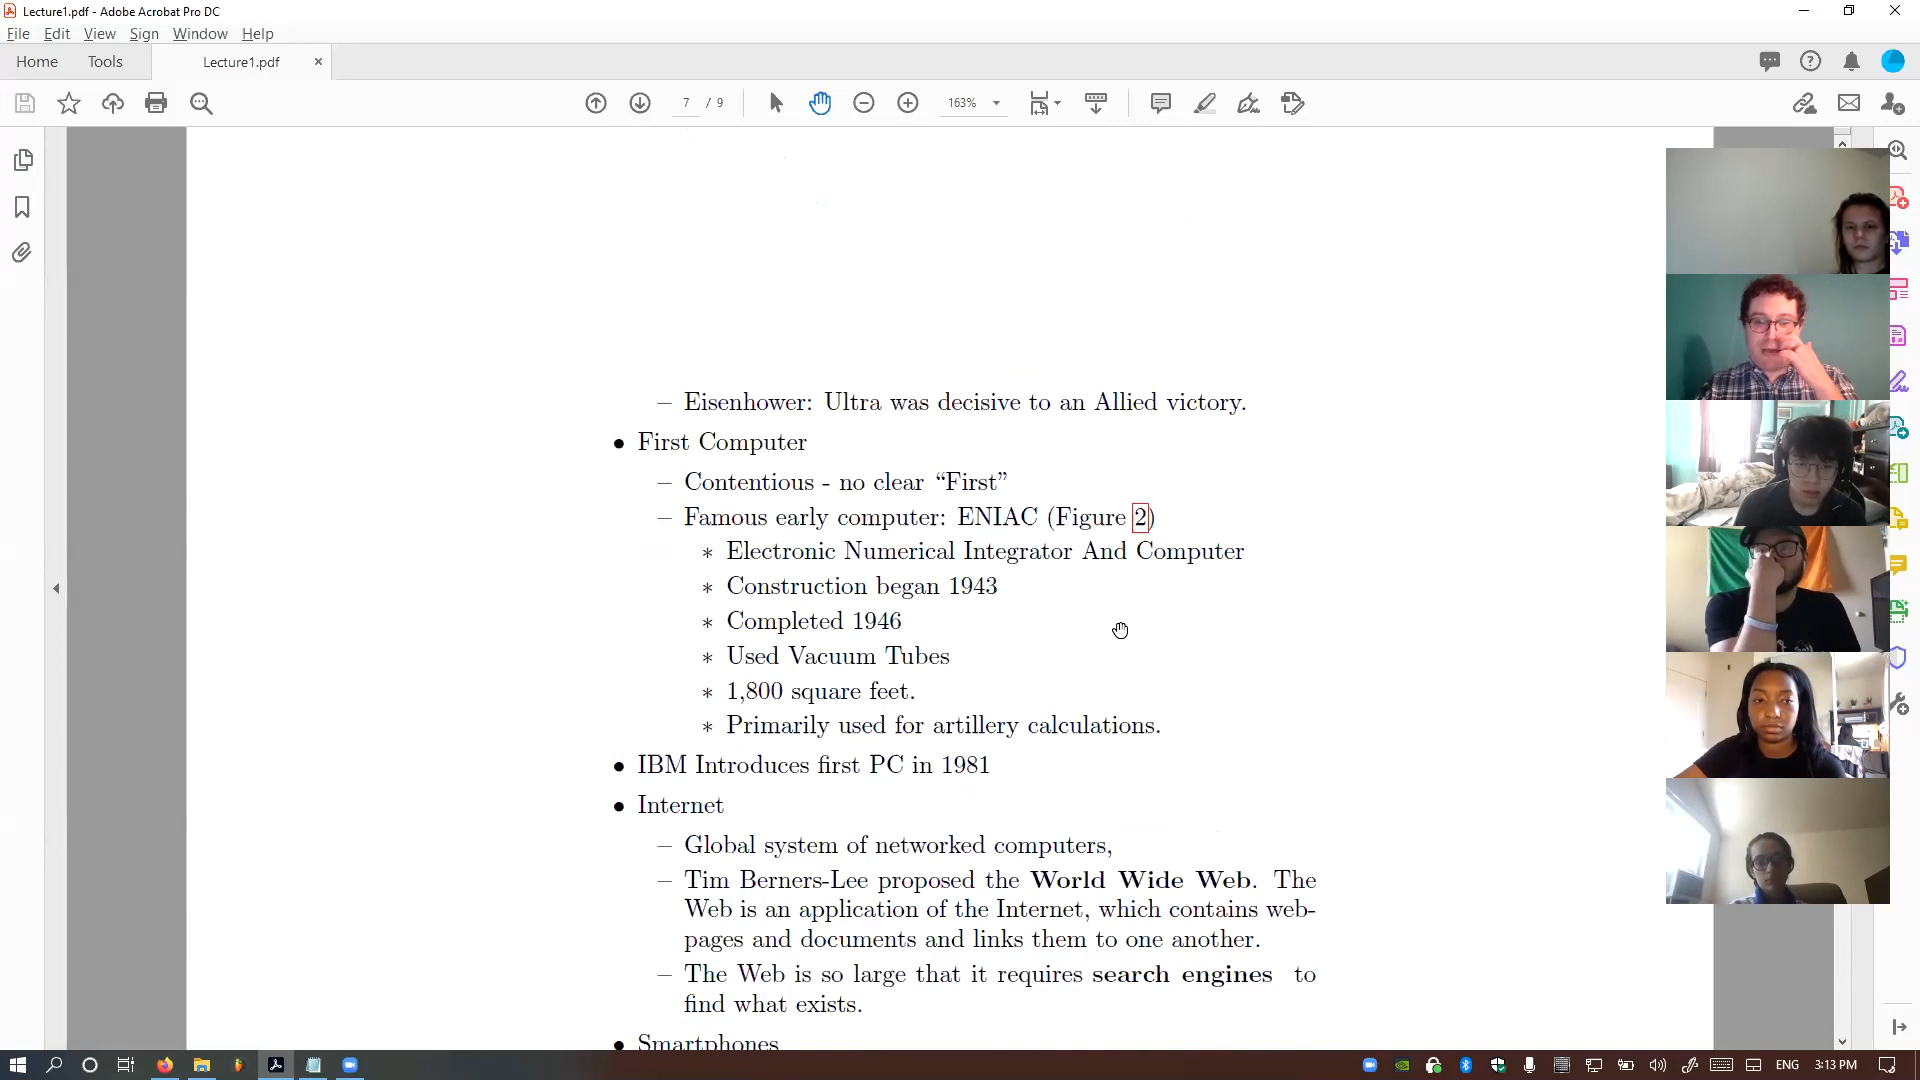 Lecture1.pdf - Adobe Acrobat Pro DC
File Edit View Sign Window Help
Home Tools Lecture1.pdf
7 / 9 163%
– Eisenhower: Ultra was decisive to an Allied victory.
• First Computer
– Contentious - no clear “First”
– Famous early computer: ENIAC (Figure 2)
∗ Electronic Numerical Integrator And Computer
∗ Construction began 1943
∗ Completed 1946
∗ Used Vacuum Tubes
∗ 1,800 square feet.
∗ Primarily used for artillery calculations.
• IBM Introduces first PC in 1981
• Internet
– Global system of networked computers,
– Tim Berners-Lee proposed the World Wide Web. The
Web is an application of the Internet, which contains web-
pages and documents and links them to one another.
– The Web is so large that it requires search engines to
find what exists.
• Smartphones
ENG 3:13 PM